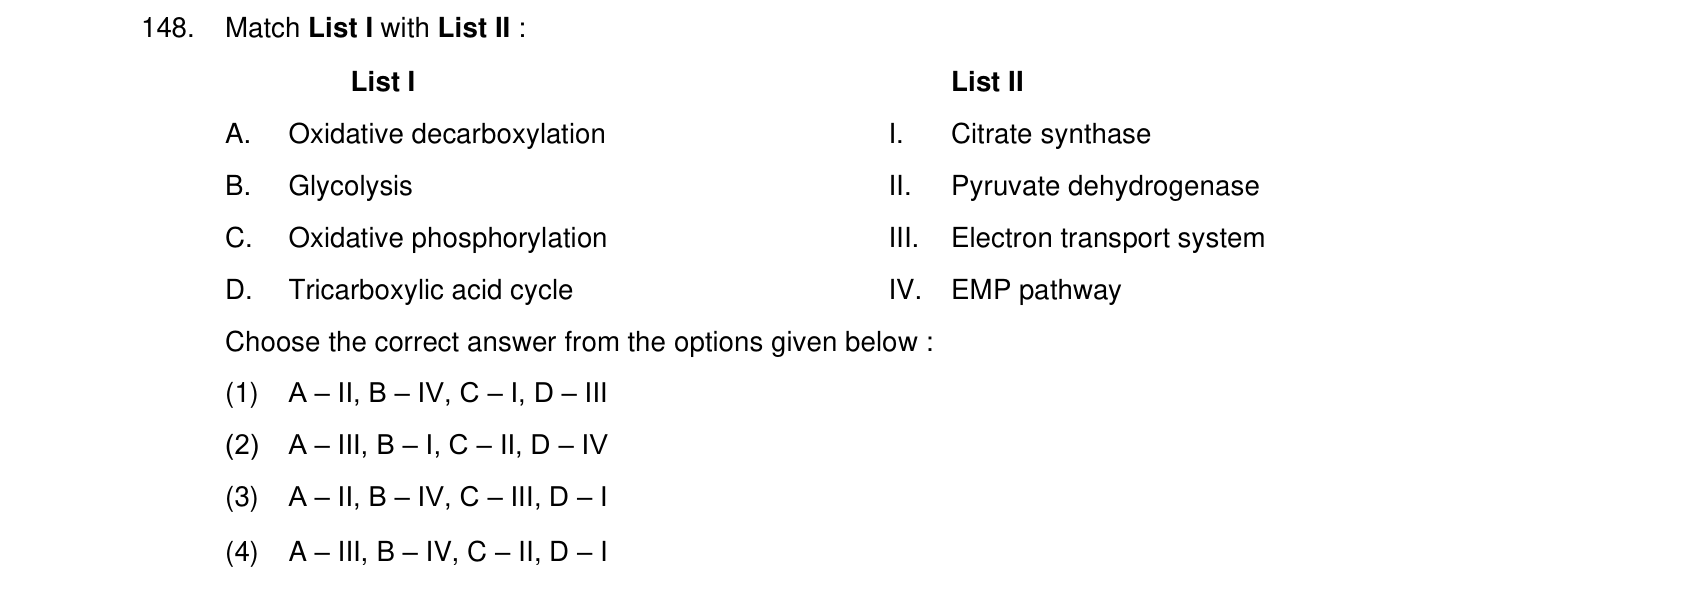 148. Match List I with List II :
List I List II
A. Oxidative decarboxylation I. Citrate synthase
B. Glycolysis II. Pyruvate dehydrogenase
C. Oxidative phosphorylation III. Electron transport system
D. Tricarboxylic acid cycle IV. EMP pathway
Choose the correct answer from the options given below :
(1) A – II, B – IV, C – I, D – III
(2) A – III, B – I, C – II, D – IV
(3) A – II, B – IV, C – III, D – I
(4) A – III, B – IV, C – II, D – I